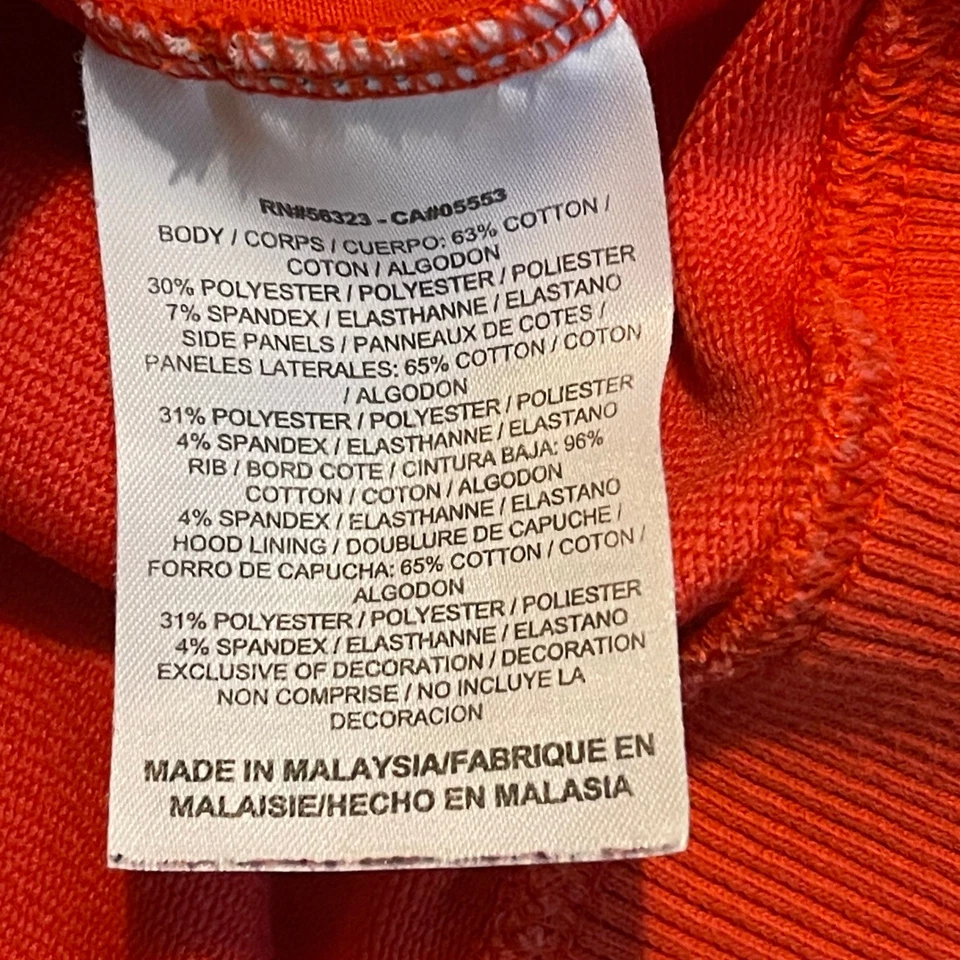 RN#56323 - CA#05553
BODY / CORPS / CUERPO: 63% COTTON /
COTON / ALGODON
30% POLYESTER / POLYESTER / POLIESTER
7% SPANDEX / ELASTHANNE / ELASTANO
SIDE PANELS / PANNEAUX DE COTES /
PANELES LATERALES: 65% COTTON / COTON
/ ALGODON
31% POLYESTER / POLYESTER / POLIESTER
4% SPANDEX / ELASTHANNE / ELASTANO
RIB / BORD COTE / CINTURA BAJA: 96%
COTTON / COTON / ALGODON
4% SPANDEX / ELASTHANNE / ELASTANO
HOOD LINING / DOUBLURE DE CAPUCHE /
FORRO DE CAPUCHA: 65% COTTON / COTON /
ALGODON
31% POLYESTER / POLYESTER / POLIESTER
4% SPANDEX / ELASTHANNE / ELASTANO
EXCLUSIVE OF DECORATION / DECORATION
NON COMPRISE / NO INCLUYE LA
DECORACION
MADE IN MALAYSIA/FABRIQUE EN
MALAISIE/HECHO EN MALASIA